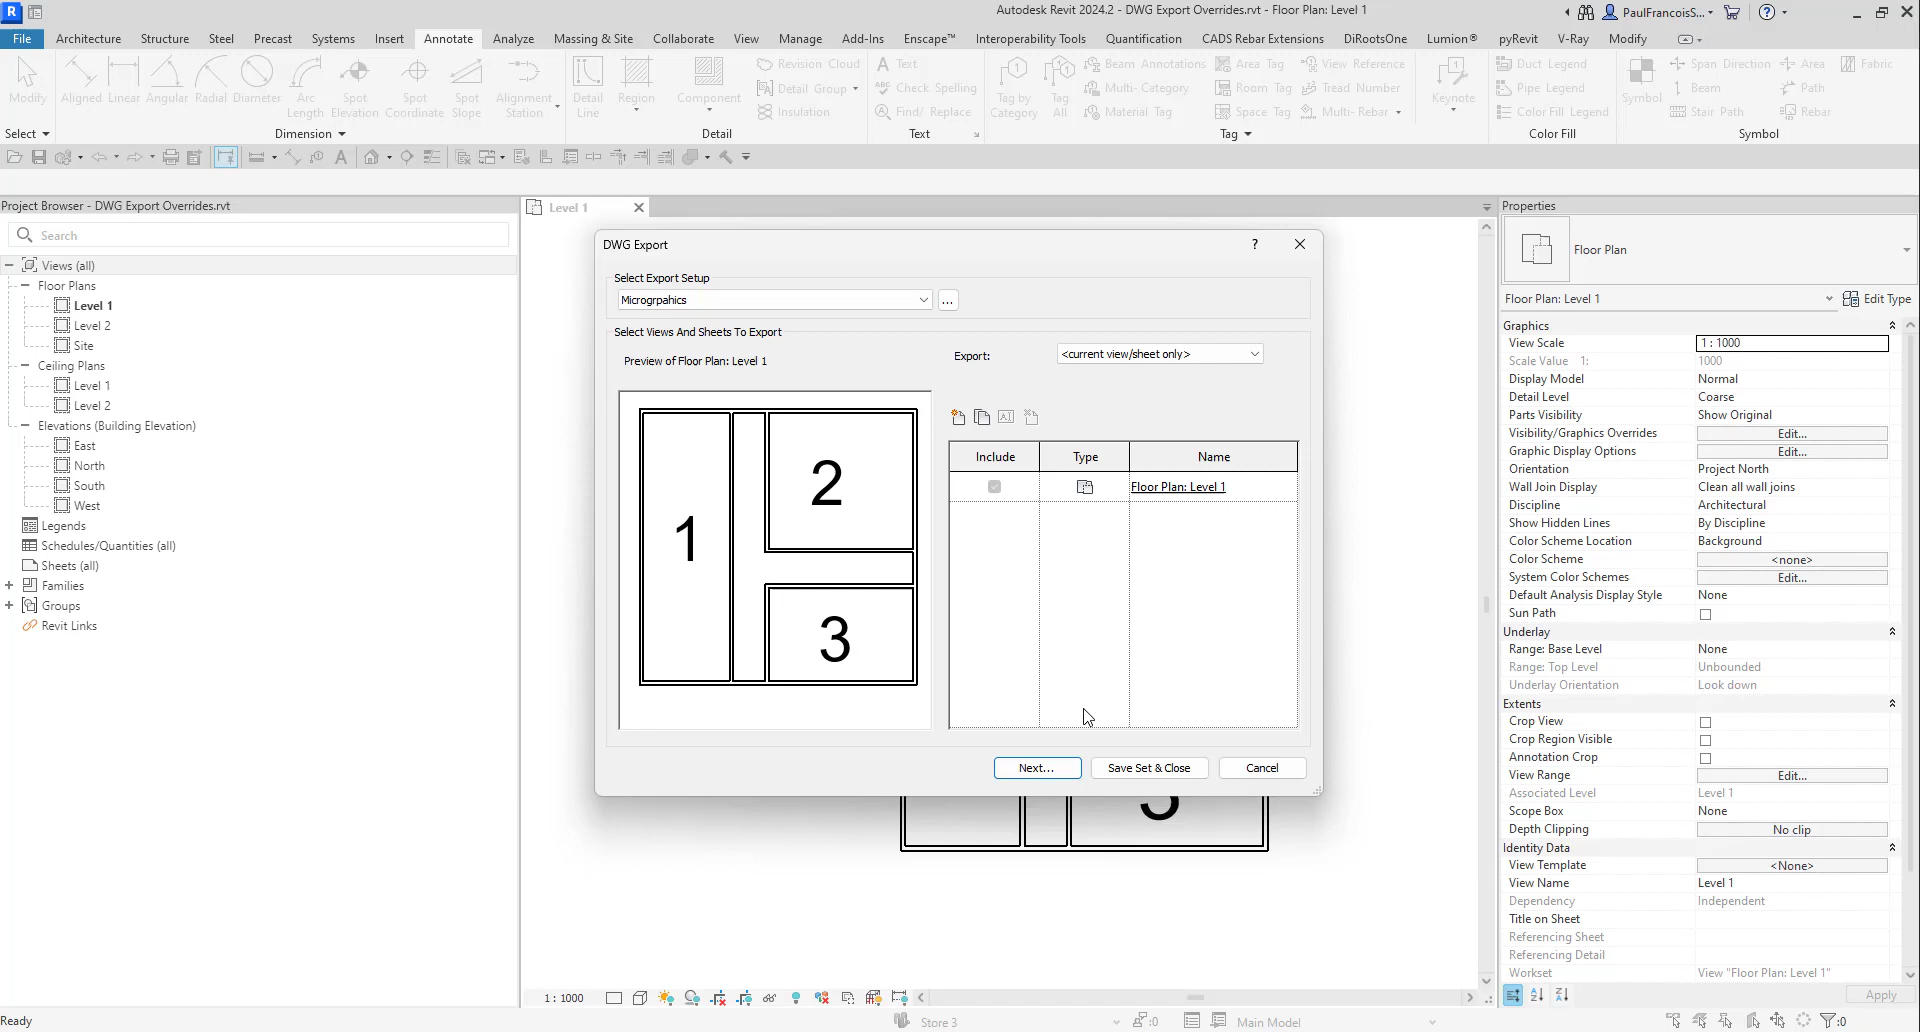 Autodesk Revit 2024.2 - DWG Export Overrides.rvt - Floor Plan: Level 1
PaulFrancoisS...
File Architecture Structure Steel Precast Systems Insert Annotate Analyze Massing & Site Collaborate View Manage Add-Ins Enscape™ Interoperability Tools Quantification CADS Rebar Extensions DiRootsOne Lumion® pyRevit V-Ray Modify
Modify
Aligned Linear Angular Radial Diameter Arc Length Spot Elevation Spot Coordinate Spot Slope Alignment Station
Detail Line Region Component Revision Cloud Detail Group Insulation
Text Check Spelling Find/ Replace
Tag by Category Tag All Beam Annotations Multi- Category Material Tag Area Tag Room Tag Space Tag View Reference Tread Number Multi- Rebar Keynote
Duct Legend Pipe Legend Color Fill Legend
Symbol Span Direction Beam Stair Path Area Path Rebar Fabric
Select Dimension Detail Text Tag Color Fill Symbol
Project Browser - DWG Export Overrides.rvt
Search
Views (all)
Floor Plans
Level 1
Level 2
Site
Ceiling Plans
Level 1
Level 2
Elevations (Building Elevation)
East
North
South
West
Legends
Schedules/Quantities (all)
Sheets (all)
Families
Groups
Revit Links
Level 1
DWG Export
?
Select Export Setup
Microgrpahics
...
Select Views And Sheets To Export
Preview of Floor Plan: Level 1
Export: <current view/sheet only>
1
2
3
Include Type Name
Floor Plan: Level 1
Next...
Save Set & Close
Cancel
3
1 : 1000
Properties
Floor Plan
Floor Plan: Level 1
Edit Type
Graphics
View Scale 1 : 1000
Scale Value 1: 1000
Display Model Normal
Detail Level Coarse
Parts Visibility Show Original
Visibility/Graphics Overrides Edit...
Graphic Display Options Edit...
Orientation Project North
Wall Join Display Clean all wall joins
Discipline Architectural
Show Hidden Lines By Discipline
Color Scheme Location Background
Color Scheme <none>
System Color Schemes Edit...
Default Analysis Display Style None
Sun Path
Underlay
Range: Base Level None
Range: Top Level Unbounded
Underlay Orientation Look down
Extents
Crop View
Crop Region Visible
Annotation Crop
View Range Edit...
Associated Level Level 1
Scope Box None
Depth Clipping No clip
Identity Data
View Template <None>
View Name Level 1
Dependency Independent
Title on Sheet
Referencing Sheet
Referencing Detail
Workset View "Floor Plan: Level 1"
Apply
Ready
Store 3
:0
Main Model
:0